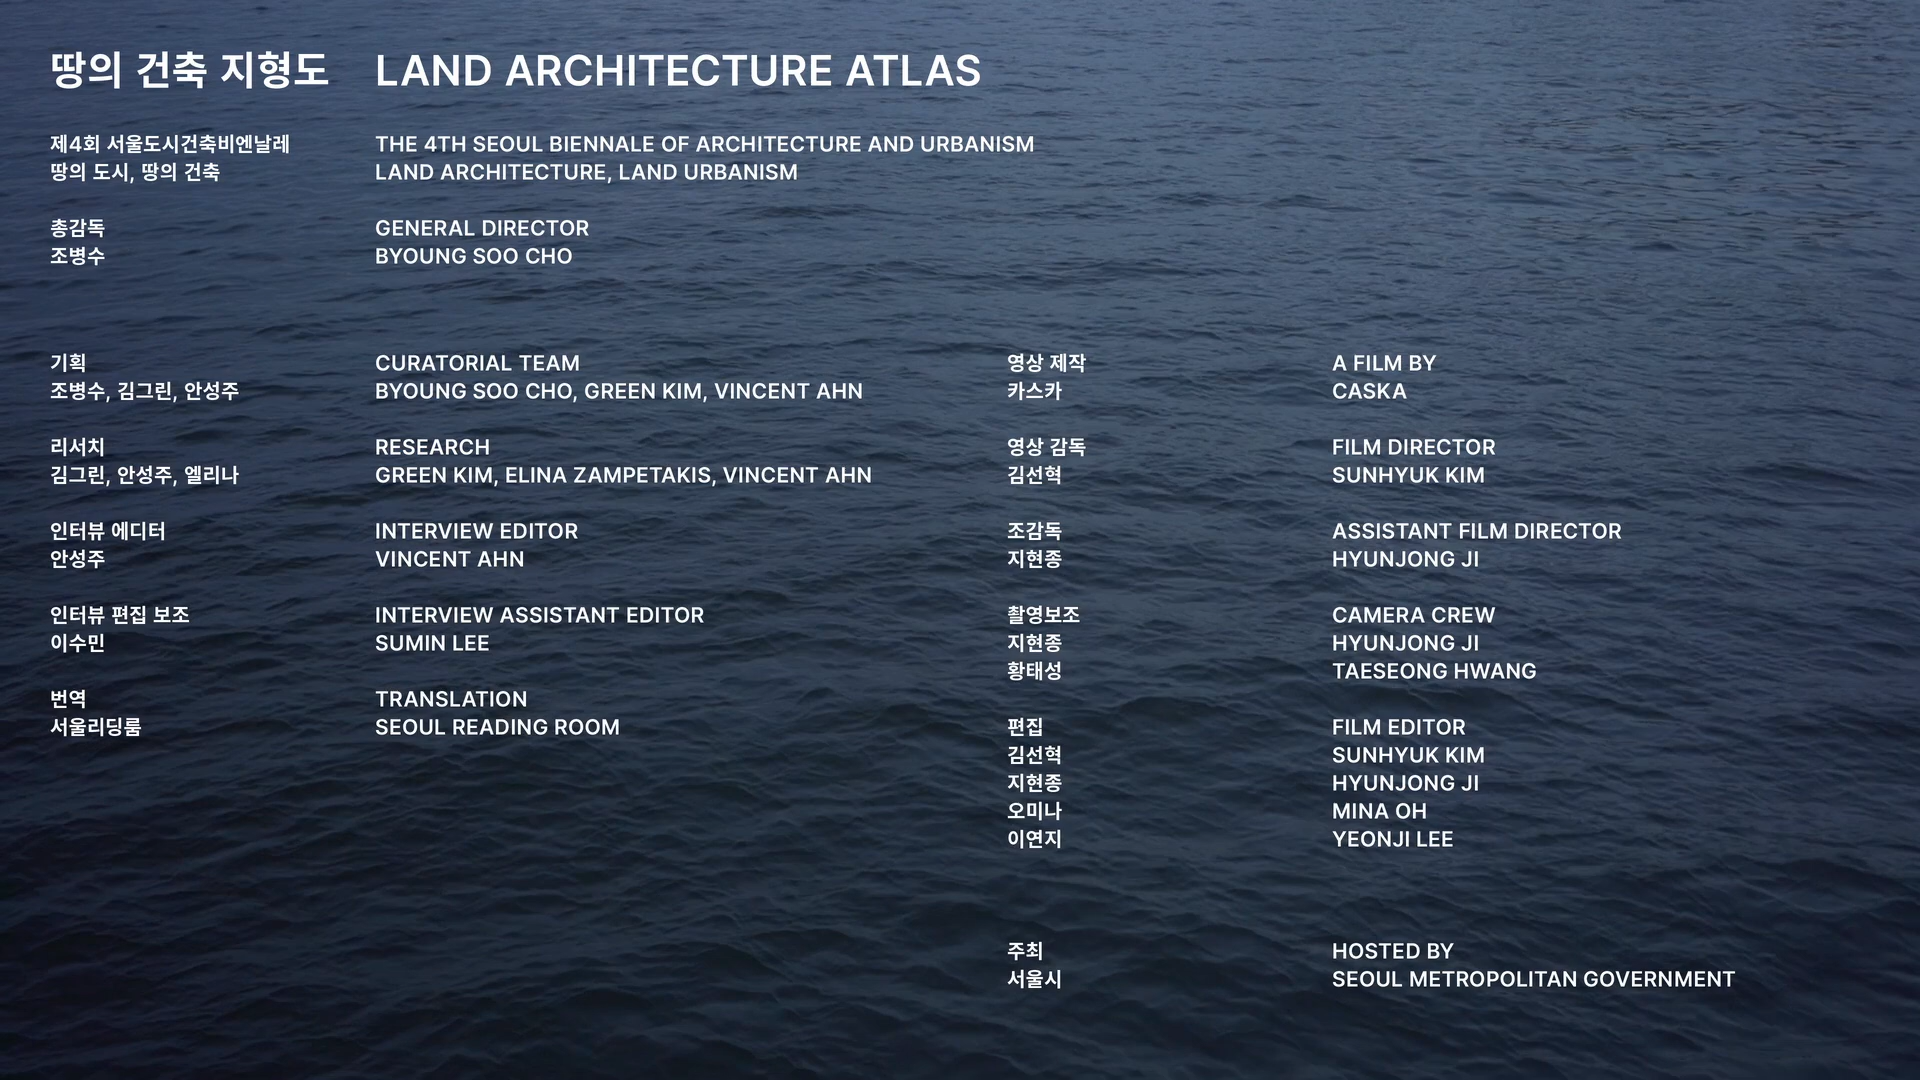 땅의 건축 지형도 LAND ARCHITECTURE ATLAS
제4회 서울도시건축비엔날레 THE 4TH SEOUL BIENNALE OF ARCHITECTURE AND URBANISM
땅의 도시, 땅의 건축 LAND ARCHITECTURE, LAND URBANISM
총감독 GENERAL DIRECTOR
조병수 BYOUNG SOO CHO
기획 CURATORIAL TEAM
조병수, 김그린, 안성주 BYOUNG SOO CHO, GREEN KIM, VINCENT AHN
리서치 RESEARCH
김그린, 안성주, 엘리나 GREEN KIM, ELINA ZAMPETAKIS, VINCENT AHN
인터뷰 에디터 INTERVIEW EDITOR
안성주 VINCENT AHN
인터뷰 편집 보조 INTERVIEW ASSISTANT EDITOR
이수민 SUMIN LEE
번역 TRANSLATION
서울리딩룸 SEOUL READING ROOM
영상 제작 A FILM BY
카스카 CASKA
영상 감독 FILM DIRECTOR
김선혁 SUNHYUK KIM
조감독 ASSISTANT FILM DIRECTOR
지현종 HYUNJONG JI
촬영보조 CAMERA CREW
지현종 HYUNJONG JI
황태성 TAESEONG HWANG
편집 FILM EDITOR
김선혁 SUNHYUK KIM
지현종 HYUNJONG JI
오미나 MINA OH
이연지 YEONJI LEE
주최 HOSTED BY
서울시 SEOUL METROPOLITAN GOVERNMENT